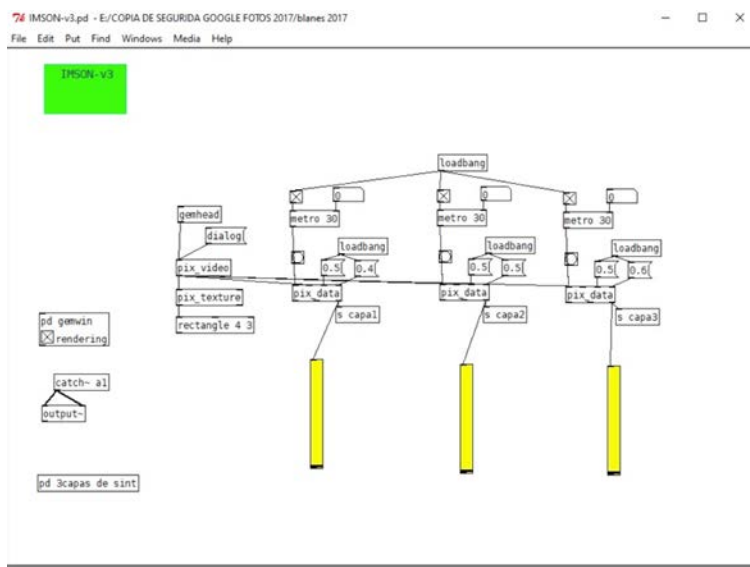 IMSON-v3.pd - E:/COPIA DE SEGURIDA GOOGLE FOTOS 2017/blanes 2017
File Edit Put Find Windows Media Help
IMSON-v3
loadbang
0
0
0
metro 30
metro 30
metro 30
gemhead
dialog
loadbang
loadbang
loadbang
pix_video
0.5
0.4
0.5
0.5
0.5
0.6
pix_data
pix_data
pix_data
pix_texture
s capa1
s capa2
s capa3
rectangle 4 3
pd gemwin
rendering
catch~ a1
output~
pd 3capas de sint